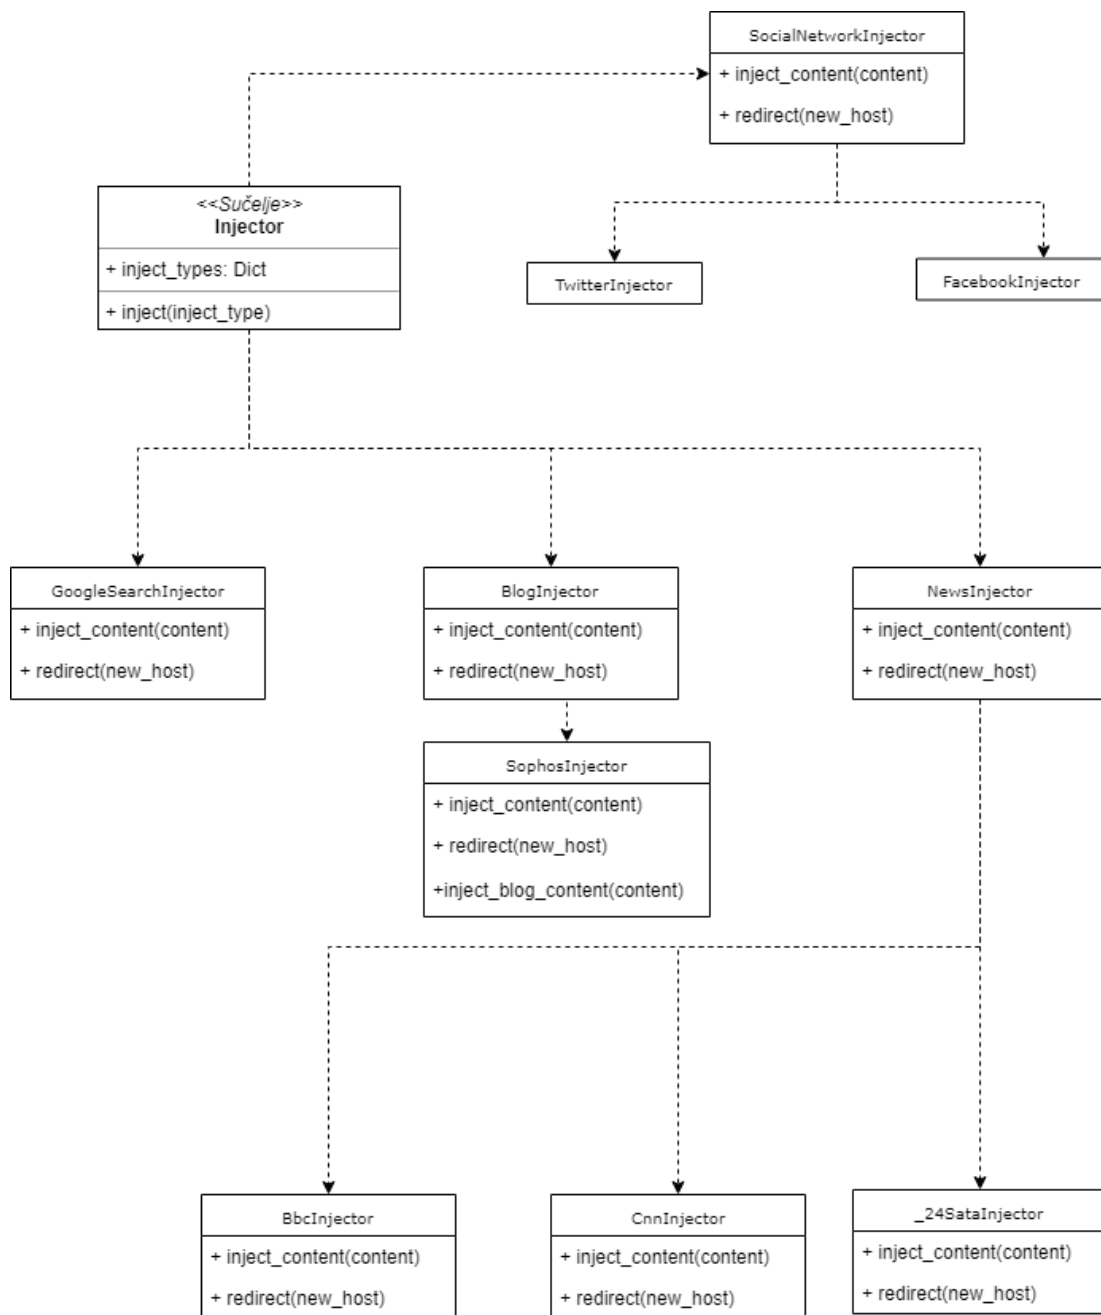 SocialNetworkInjector
+ inject_content(content)
+ redirect(new_host)
<<Sučelje>>
Injector
+ inject_types: Dict
+ inject(inject_type)
TwitterInjector
FacebookInjector
GoogleSearchInjector
+ inject_content(content)
+ redirect(new_host)
BlogInjector
+ inject_content(content)
+ redirect(new_host)
NewsInjector
+ inject_content(content)
+ redirect(new_host)
SophosInjector
+ inject_content(content)
+ redirect(new_host)
+inject_blog_content(content)
BbcInjector
+ inject_content(content)
+ redirect(new_host)
CnnInjector
+ inject_content(content)
+ redirect(new_host)
_24SataInjector
+ inject_content(content)
+ redirect(new_host)